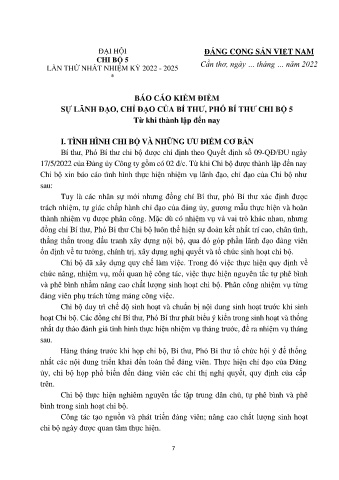 ĐẠI HỘI
CHI BỘ 5
LẦN THỨ NHẤT NHIỆM KỲ 2022 - 2025
*
ĐẢNG CỘNG SẢN VIỆT NAM
Cần thơ, ngày … tháng … năm 2022
BÁO CÁO KIỂM ĐIỂM
SỰ LÃNH ĐẠO, CHỈ ĐẠO CỦA BÍ THƯ, PHÓ BÍ THƯ CHI BỘ 5
Từ khi thành lập đến nay
I. TÌNH HÌNH CHI BỘ VÀ NHỮNG ƯU ĐIỂM CƠ BẢN
Bí thư, Phó Bí thư chi bộ được chỉ định theo Quyết định số 09-QĐ/ĐU ngày
17/5/2022 của Đảng ủy Công ty gồm có 02 đ/c. Từ khi Chi bộ được thành lập đến nay
Chi bộ xin báo cáo tình hình thực hiện nhiệm vụ lãnh đạo, chỉ đạo của Chi bộ như
sau:
Tuy là các nhân sự mới nhưng đồng chí Bí thư, phó Bí thư xác định được
trách nhiệm, tự giác chấp hành chỉ đạo của đảng ủy, gương mẫu thực hiện và hoàn
thành nhiệm vụ được phân công. Mặc dù có nhiệm vụ và vai trò khác nhau, nhưng
đồng chí Bí thư, Phó Bí thư Chi bộ luôn thể hiện sự đoàn kết nhất trí cao, chân tình,
thẳng thắn trong đấu tranh xây dựng nội bộ, qua đó góp phần lãnh đạo đảng viên
ổn định về tư tưởng, chính trị, xây dựng nghị quyết và tổ chức sinh hoạt chi bộ.
Chi bộ đã xây dựng quy chế làm việc. Trong đó việc thực hiện quy định về
chức năng, nhiệm vụ, mối quan hệ công tác, việc thực hiện nguyên tắc tự phê bình
và phê bình nhằm nâng cao chất lượng sinh hoạt chi bộ. Phân công nhiệm vụ từng
đảng viên phụ trách từng mảng công việc.
Chi bộ duy trì chế độ sinh hoạt và chuẩn bị nội dung sinh hoạt trước khi sinh
hoạt Chi bộ. Các đồng chí Bí thư, Phó Bí thư phát biểu ý kiến trong sinh hoạt và thống
nhất dự thảo đánh giá tình hình thực hiện nhiệm vụ tháng trước, đề ra nhiệm vụ tháng
sau.
Hàng tháng trước khi họp chi bộ, Bí thư, Phó Bí thư tổ chức hội ý để thống
nhất các nội dung triển khai đến toàn thể đảng viên. Thực hiện chỉ đạo của Đảng
ủy, chi bộ họp phổ biến đến đảng viên các chỉ thị nghị quyết, quy định của cấp
trên.
Chi bộ thực hiện nghiêm nguyên tắc tập trung dân chủ, tự phê bình và phê
bình trong sinh hoạt chi bộ.
Công tác tạo nguồn và phát triển đảng viên; nâng cao chất lượng sinh hoạt
chi bộ ngày được quan tâm thực hiện.
7